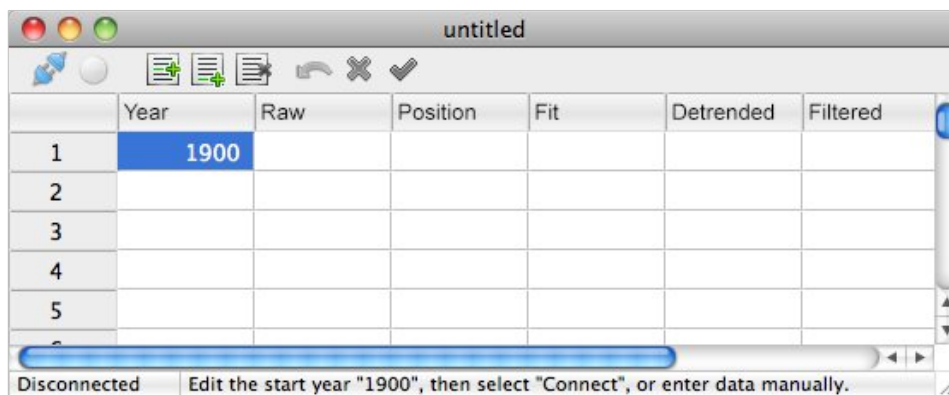 untitled
Year Raw Position Fit Detrended Filtered
1 1900
2
3
4
5
Disconnected Edit the start year "1900", then select "Connect", or enter data manually.